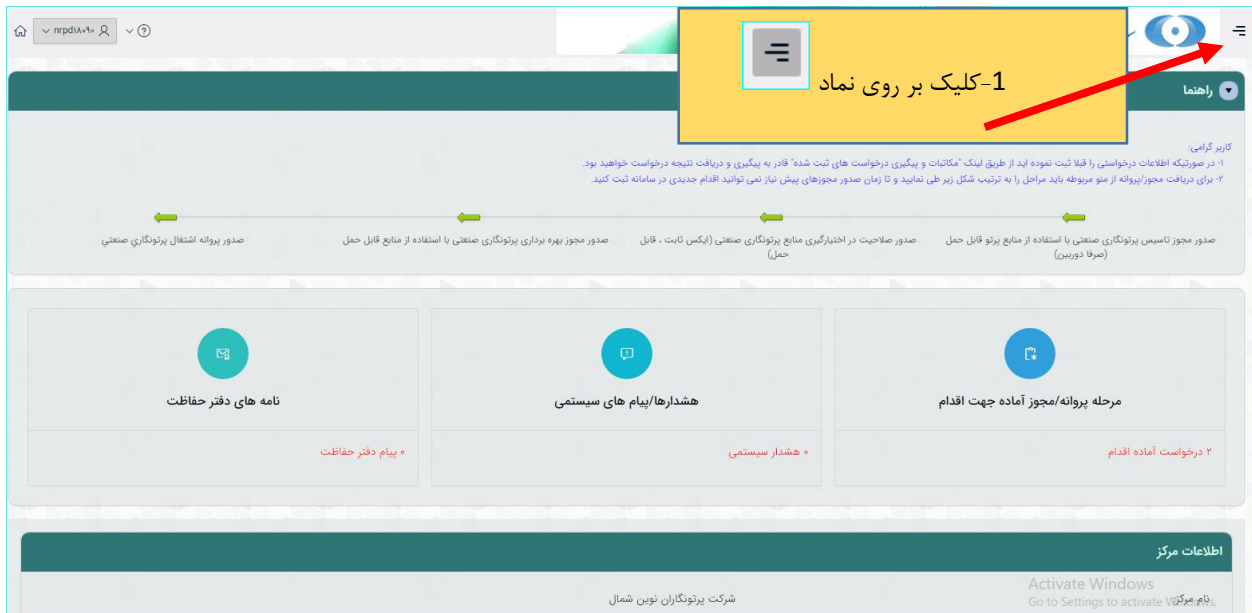 nrpd۱۸۰۹۰
1-کلیک بر روی نماد
راهنما
کاربر گرامی:
۱- در صورتیکه اطلاعات درخواستی را قبلا ثبت نموده اید از طریق لینک "مکاتبات و پیگیری درخواست های ثبت شده" قادر به پیگیری و دریافت نتیجه درخواست خواهید بود.
۲- برای دریافت مجوز/پروانه از منو مربوطه باید مراحل را به ترتیب شکل زیر طی نمایید و تا زمان صدور مجوزهای پیش نیاز نمی توانید اقدام جدیدی در سامانه ثبت کنید.
صدور مجوز تاسیس پرتونگاری صنعتی با استفاده از منابع پرتو قابل حمل
(صرفا دوربین)
صدور صلاحیت در اختیارگیری منابع پرتونگاری صنعتی (ایکس ثابت ، قابل
حمل)
صدور مجوز بهره برداری پرتونگاری صنعتی با استفاده از منابع قابل حمل
صدور پروانه اشتغال پرتونگاري صنعتي
مرحله پروانه/مجوز آماده جهت اقدام
هشدارها/پیام های سیستمی
نامه های دفتر حفاظت
۲ درخواست آماده اقدام
۰ هشدار سیستمی
۰ پیام دفتر حفاظت
اطلاعات مرکز
نام مرکز
شرکت پرتونگاران نوین شمال
Activate Windows
Go to Settings to activate Windows.